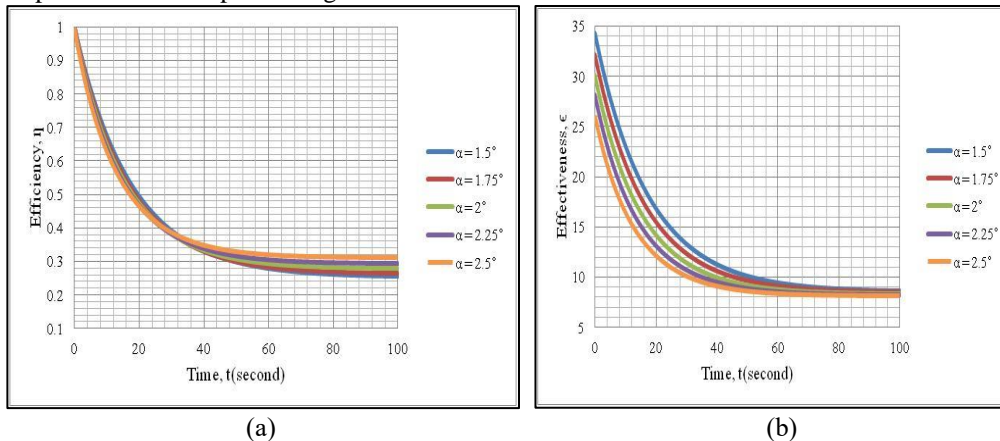 1
0.9
0.8
0.7
0.6
0.5
0.4
0.3
0.2
0.1
Efficiency, η
0 20 40 60 80 100
Time, t(second)
α=1.5°
α=1.75°
α=2°
α=2.25°
α=2.5°
(a)
35
30
25
20
15
10
5
Effectiveness, ϵ
0 20 40 60 80 100
Time, t(second)
α=1.5°
α=1.75°
α=2°
α=2.25°
α=2.5°
(b)